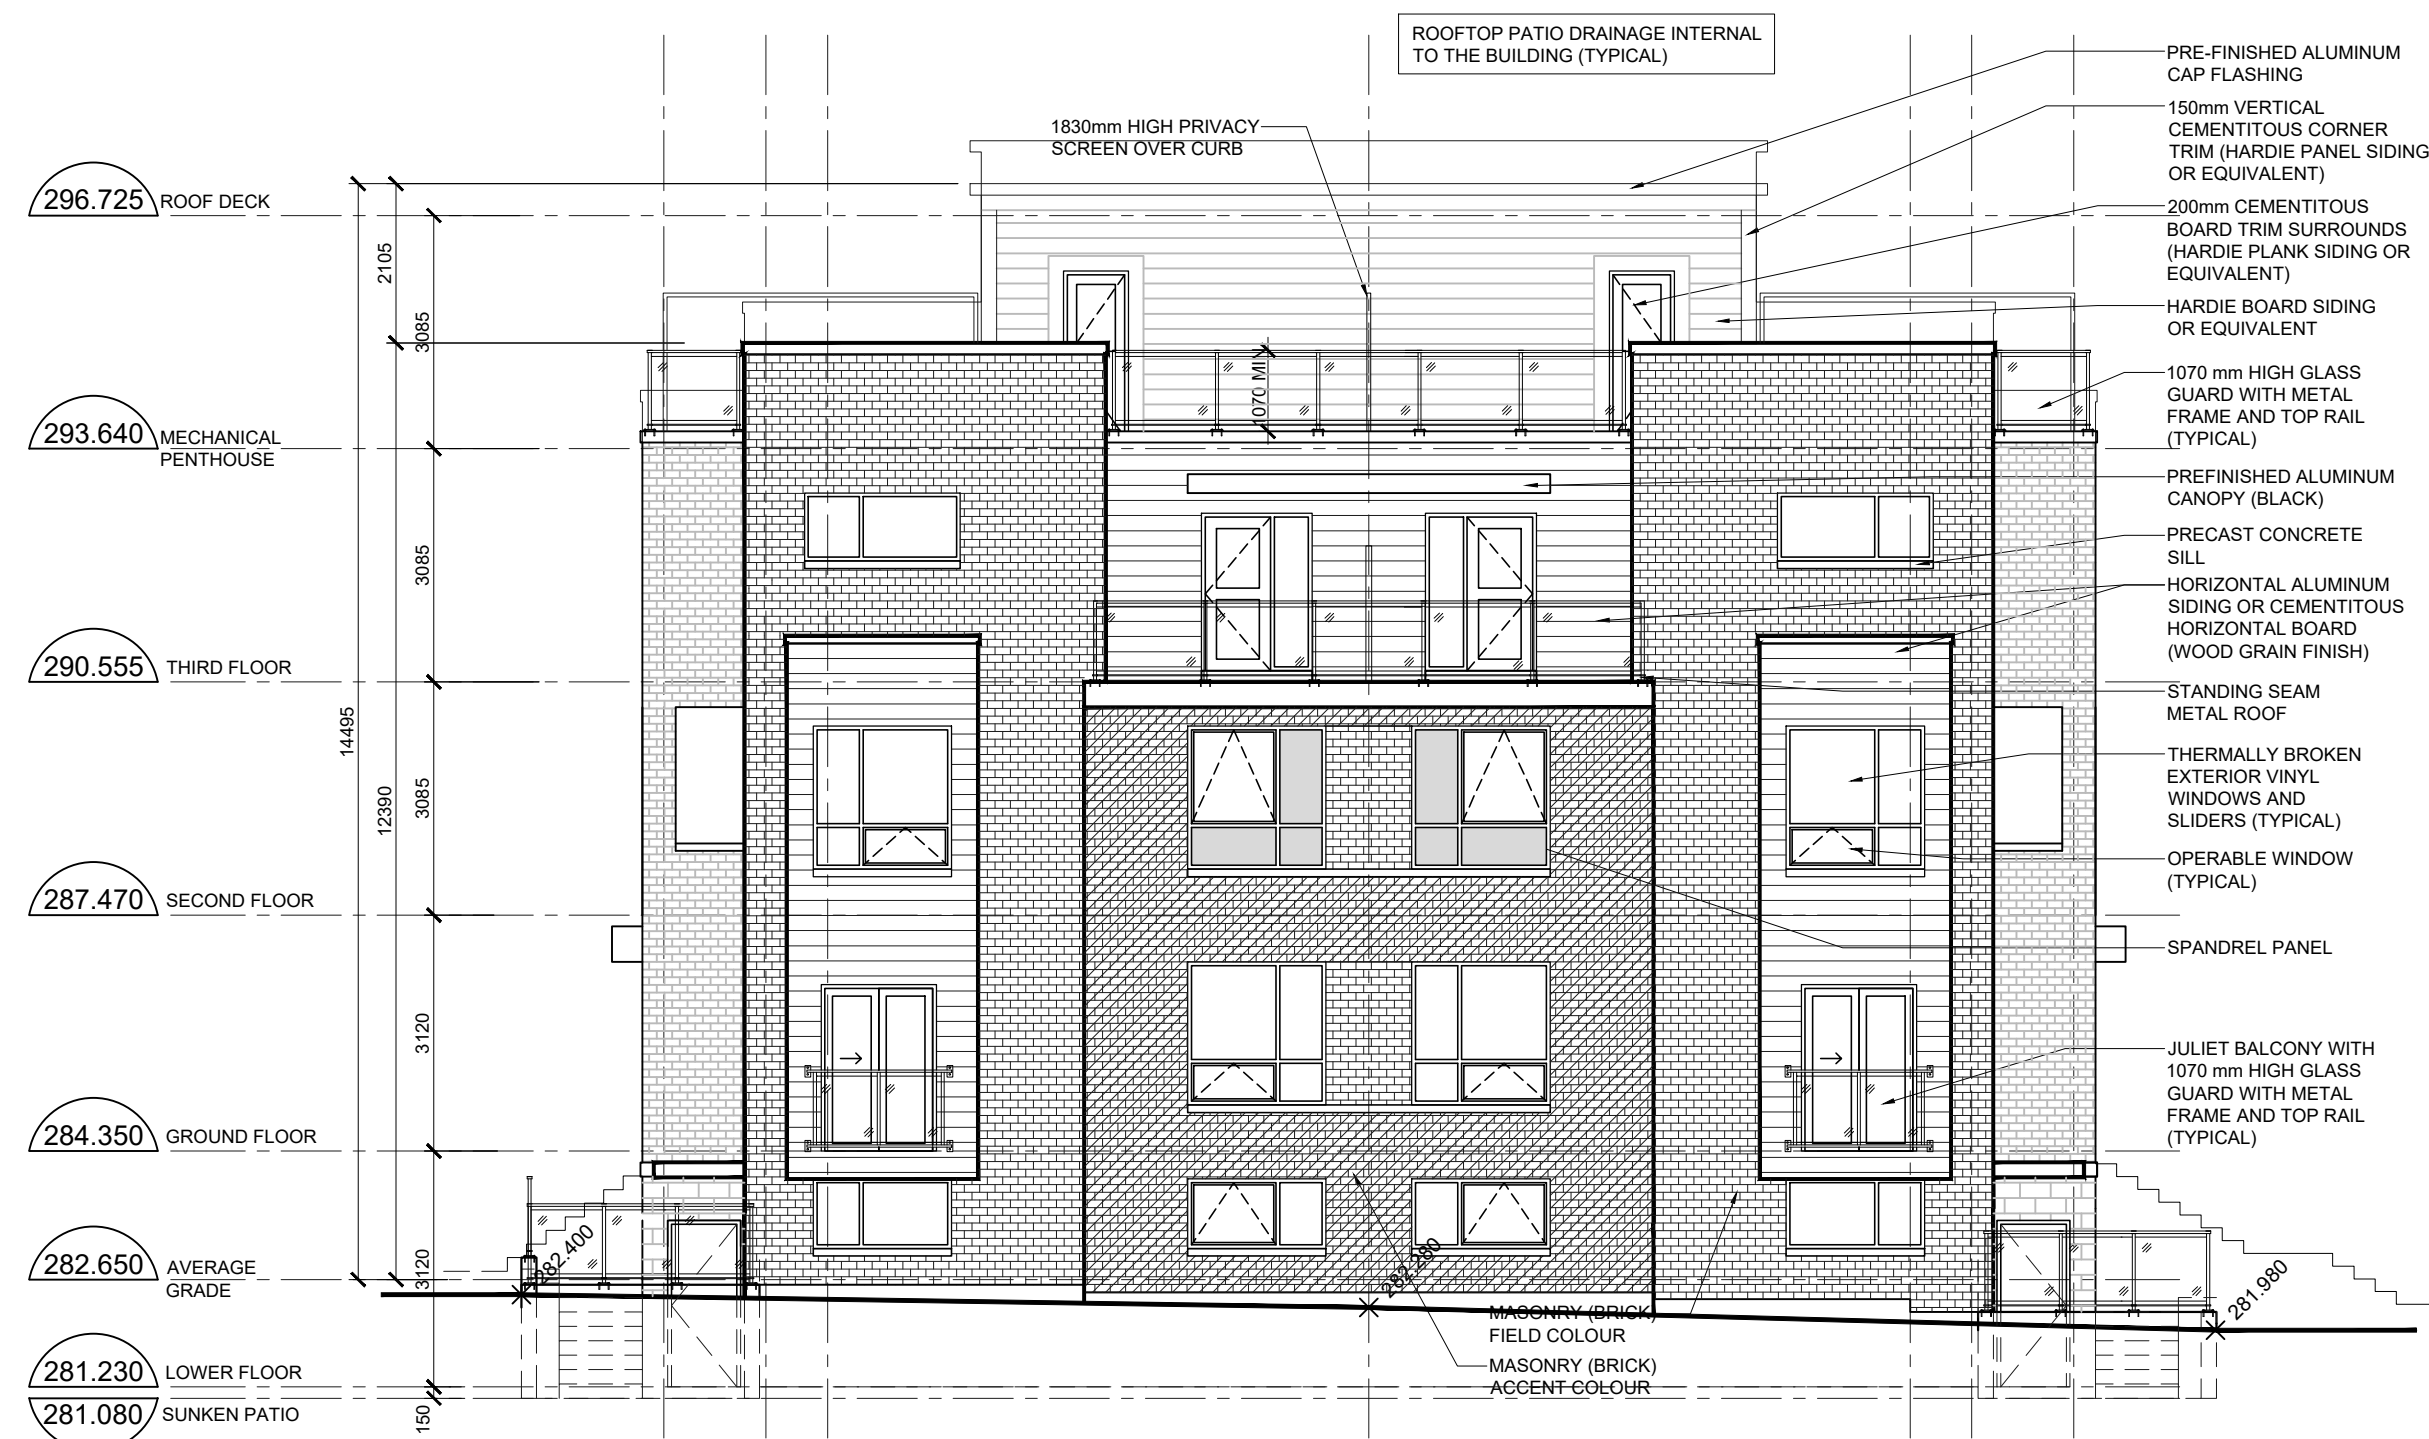 ROOFTOP PATIO DRAINAGE INTERNAL
TO THE BUILDING (TYPICAL)
1830mm HIGH PRIVACY
SCREEN OVER CURB
296.725 ROOF DECK
293.640 MECHANICAL
PENTHOUSE
290.555 THIRD FLOOR
287.470 SECOND FLOOR
284.350 GROUND FLOOR
282.650 AVERAGE
GRADE
281.230 LOWER FLOOR
281.080 SUNKEN PATIO
14495
2105
12390
3085
3085
3085
3120
3120
150
1070 MIN
282.400
282.280
281.980
MASONRY (BRICK)
FIELD COLOUR
MASONRY (BRICK)
ACCENT COLOUR
PRE-FINISHED ALUMINUM
CAP FLASHING
150mm VERTICAL
CEMENTITOUS CORNER
TRIM (HARDIE PANEL SIDING
OR EQUIVALENT)
200mm CEMENTITOUS
BOARD TRIM SURROUNDS
(HARDIE PLANK SIDING OR
EQUIVALENT)
HARDIE BOARD SIDING
OR EQUIVALENT
1070 mm HIGH GLASS
GUARD WITH METAL
FRAME AND TOP RAIL
(TYPICAL)
PREFINISHED ALUMINUM
CANOPY (BLACK)
PRECAST CONCRETE
SILL
HORIZONTAL ALUMINUM
SIDING OR CEMENTITOUS
HORIZONTAL BOARD
(WOOD GRAIN FINISH)
STANDING SEAM
METAL ROOF
THERMALLY BROKEN
EXTERIOR VINYL
WINDOWS AND
SLIDERS (TYPICAL)
OPERABLE WINDOW
(TYPICAL)
SPANDREL PANEL
JULIET BALCONY WITH
1070 mm HIGH GLASS
GUARD WITH METAL
FRAME AND TOP RAIL
(TYPICAL)